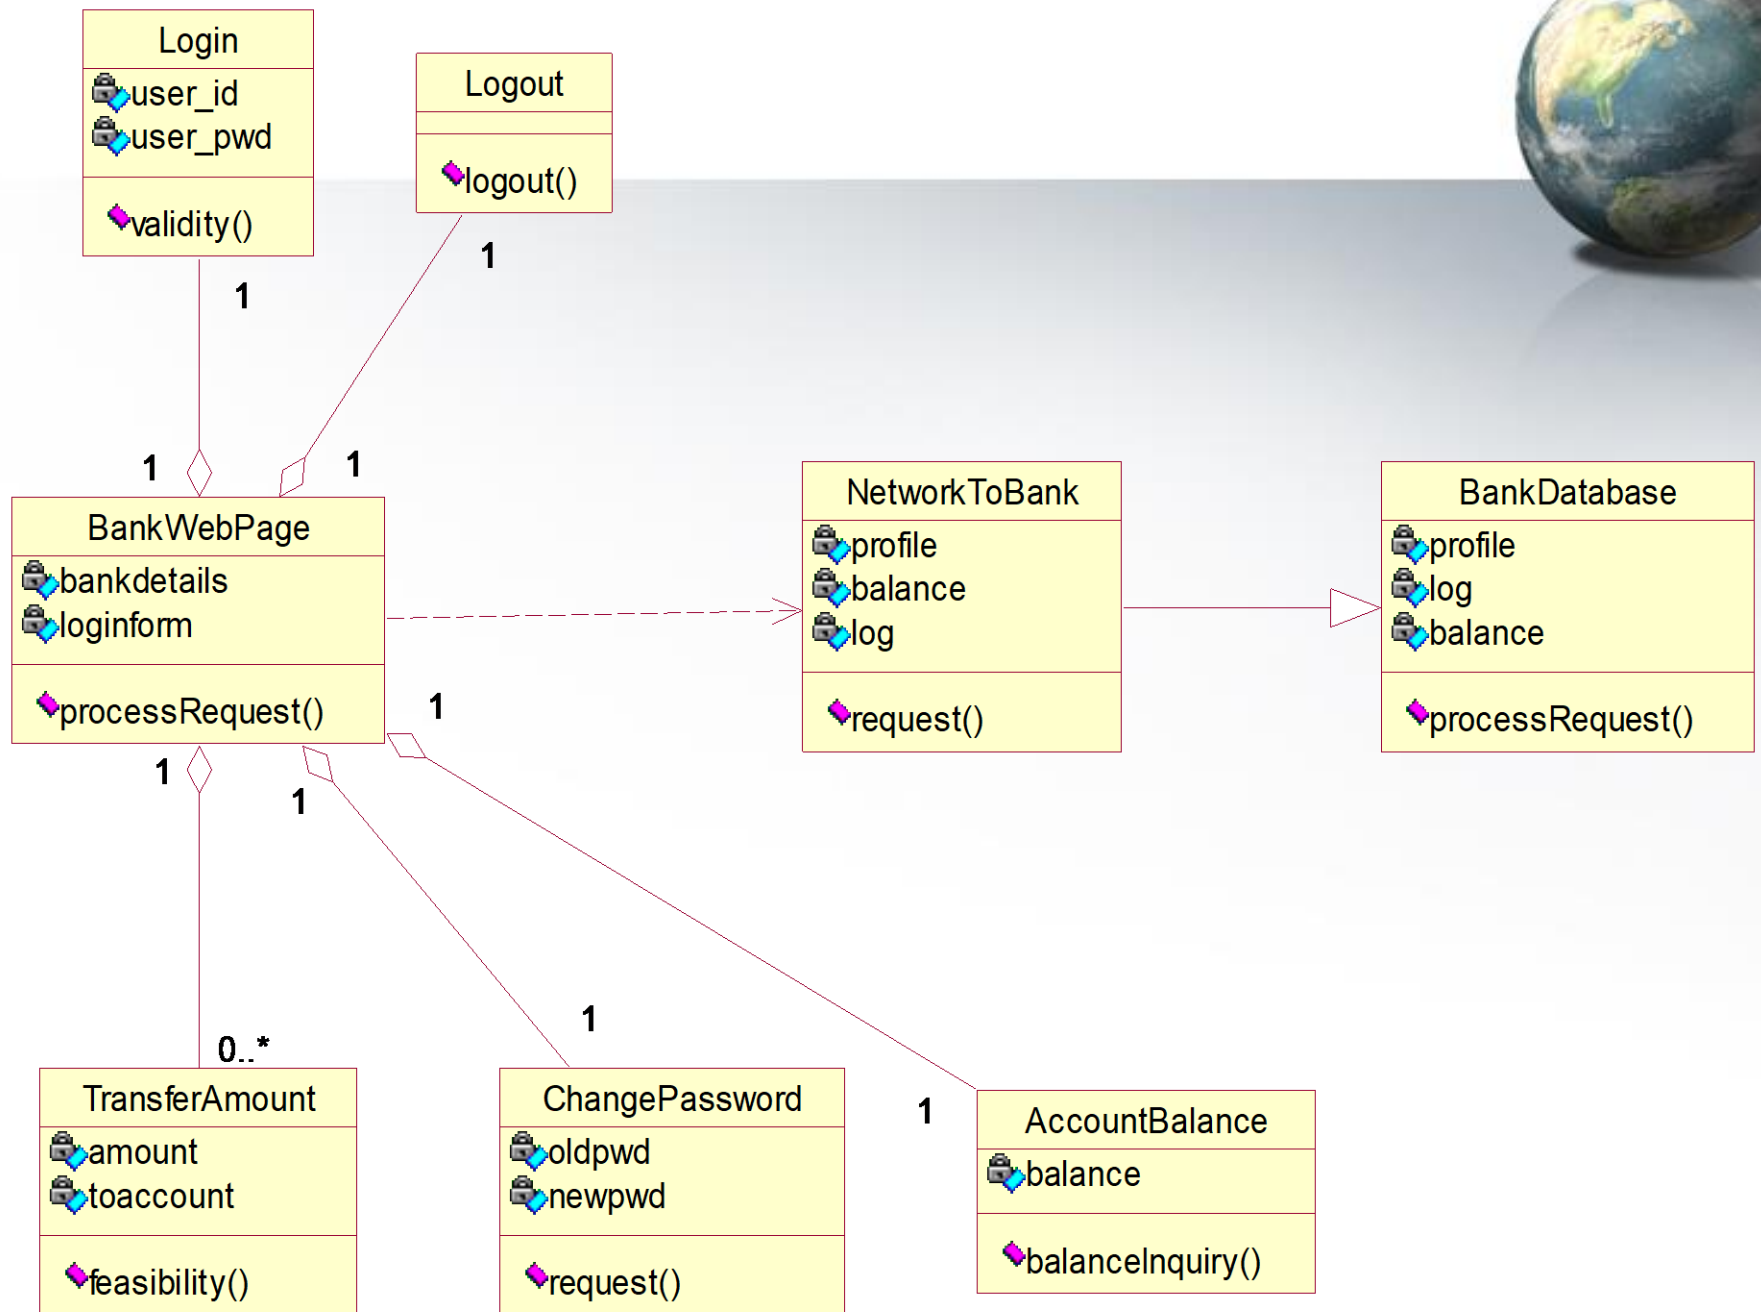 Login
user_id
user_pwd
validity()
1
Logout
logout()
1
1
1
BankWebPage
bankdetails
loginform
processRequest()
NetworkToBank
profile
balance
log
request()
BankDatabase
profile
log
balance
processRequest()
1
1
1
0..*
1
1
TransferAmount
amount
toaccount
feasibility()
ChangePassword
oldpwd
newpwd
request()
AccountBalance
balance
balanceInquiry()